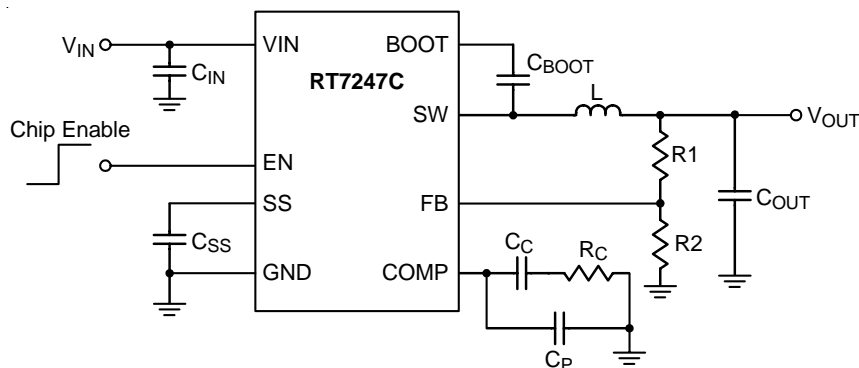 VIN
VIN
BOOT
CIN
CBOOT
RT7247C
L
SW
VOUT
Chip Enable
R1
EN
SS
FB
COUT
CSS
CC
RC
R2
GND
COMP
CP